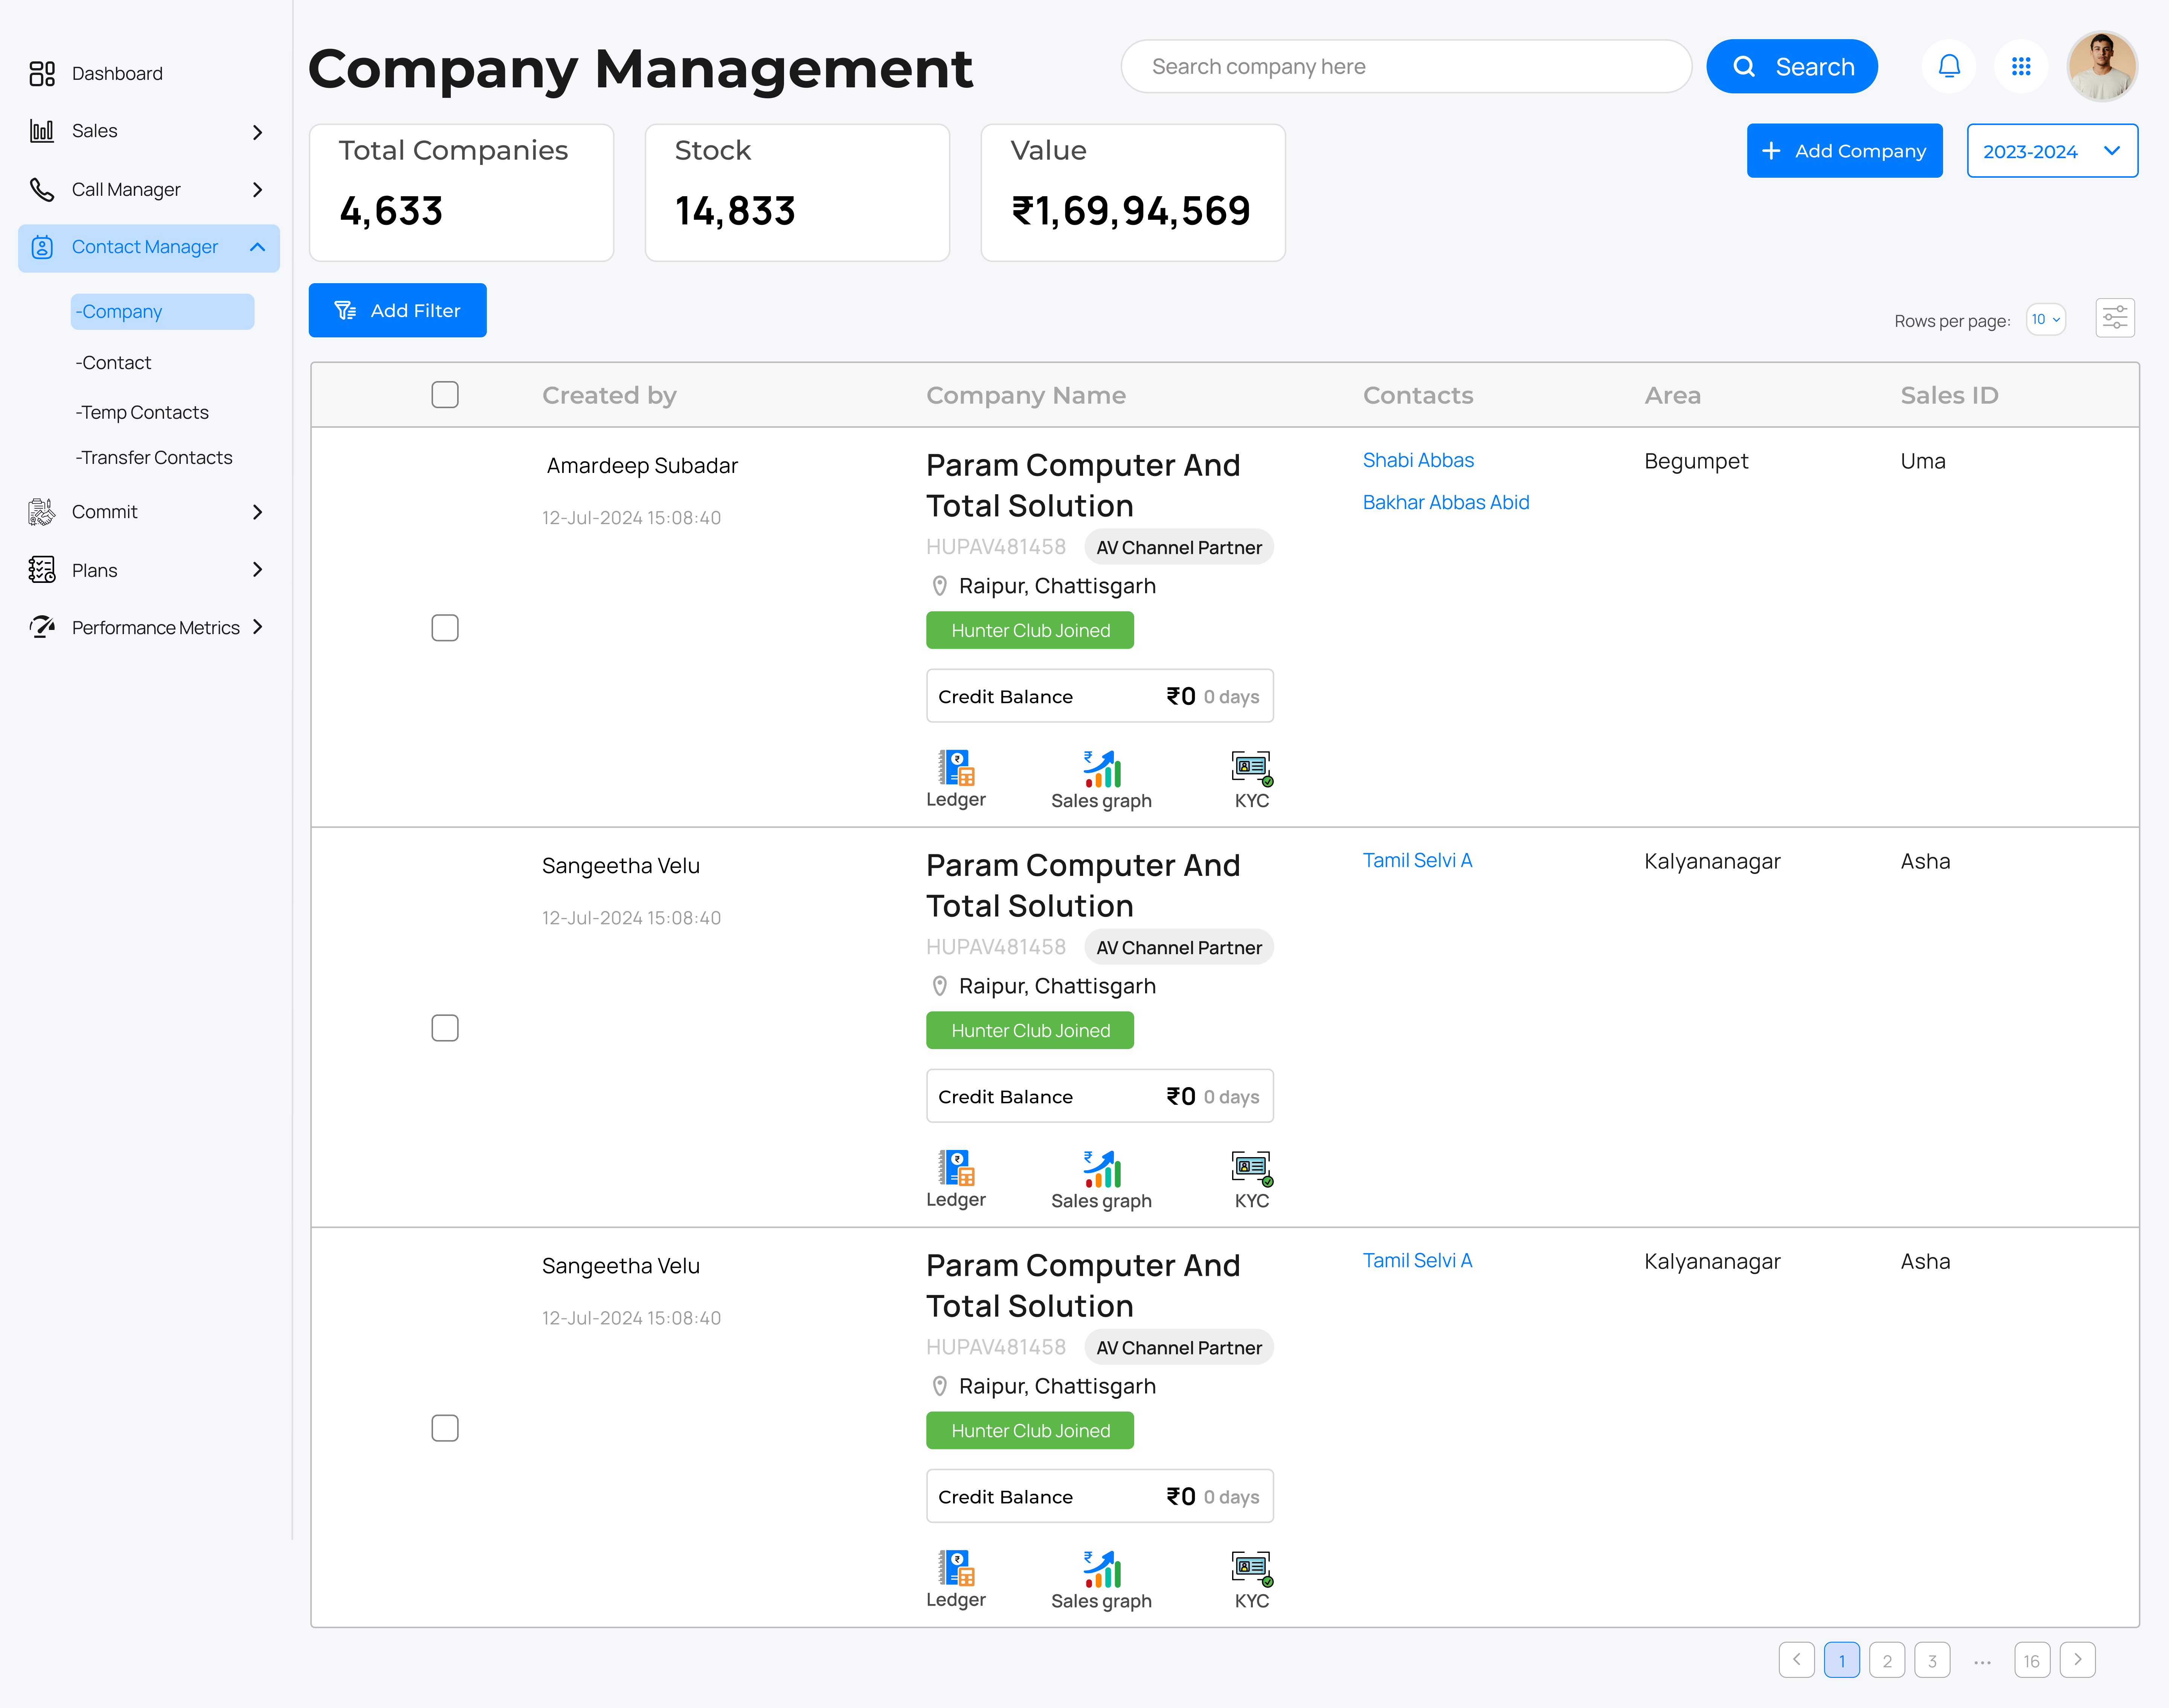 Dashboard
Sales
Call Manager
Contact Manager
-Company
-Contact
-Temp Contacts
-Transfer Contacts
Commit
Plans
Performance Metrics
Company Management
Search company here
Search
Total Companies
4,633
Stock
14,833
Value
₹1,69,94,569
+ Add Company
2023-2024
Add Filter
Rows per page: 10
Created by Company Name Contacts Area Sales ID
Amardeep Subadar
12-Jul-2024 15:08:40
Param Computer And
Total Solution
HUPAV481458 AV Channel Partner
Raipur, Chattisgarh
Hunter Club Joined
Credit Balance ₹0 0 days
Ledger Sales graph KYC
Shabi Abbas
Bakhar Abbas Abid
Begumpet
Uma
Sangeetha Velu
12-Jul-2024 15:08:40
Param Computer And
Total Solution
HUPAV481458 AV Channel Partner
Raipur, Chattisgarh
Hunter Club Joined
Credit Balance ₹0 0 days
Ledger Sales graph KYC
Tamil Selvi A
Kalyananagar
Asha
Sangeetha Velu
12-Jul-2024 15:08:40
Param Computer And
Total Solution
HUPAV481458 AV Channel Partner
Raipur, Chattisgarh
Hunter Club Joined
Credit Balance ₹0 0 days
Ledger Sales graph KYC
Tamil Selvi A
Kalyananagar
Asha
1 2 3 ... 16